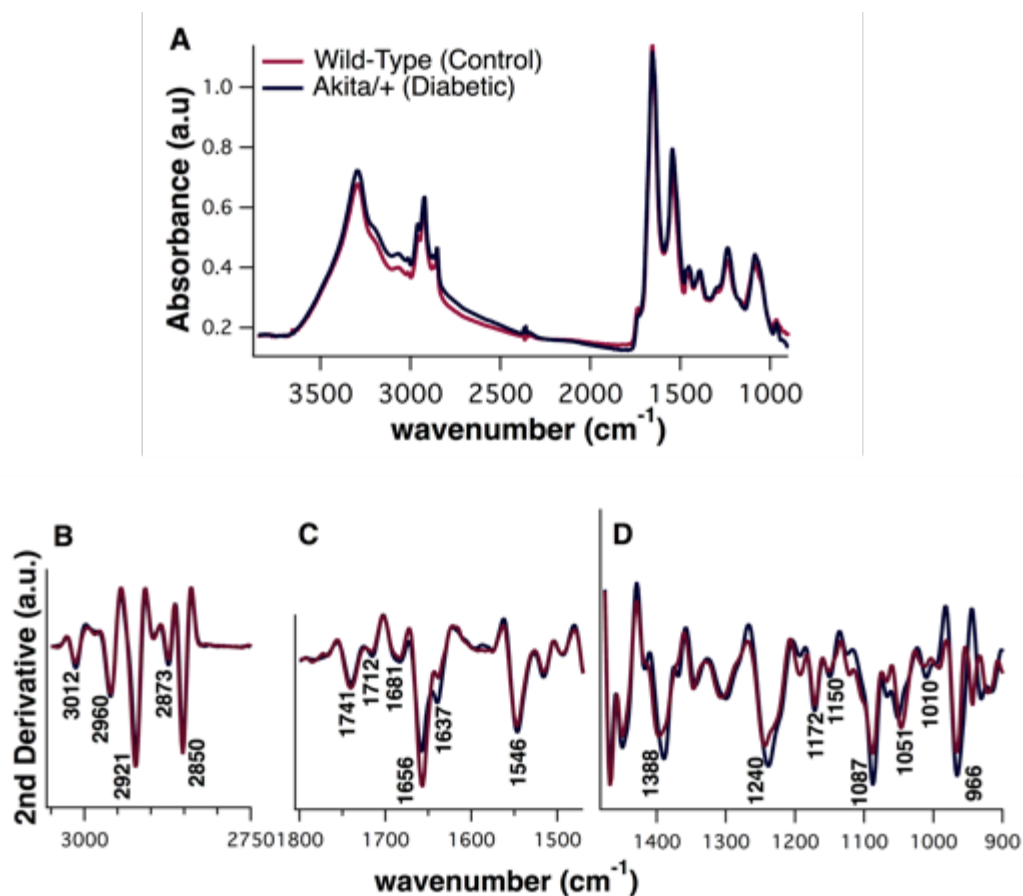 A
Wild-Type (Control)
Akita/+ (Diabetic)
Absorbance (a.u)
1.0
0.8
0.6
0.4
0.2
3500 3000 2500 2000 1500 1000
wavenumber (cm⁻¹)
B
C
D
2nd Derivative (a.u.)
3012
2960
2921
2873
2850
1741
1712
1681
1656
1637
1546
1388
1240
1172
1150
1087
1051
1010
966
3000 2750
1800 1700 1600 1500
1400 1300 1200 1100 1000 900
wavenumber (cm⁻¹)